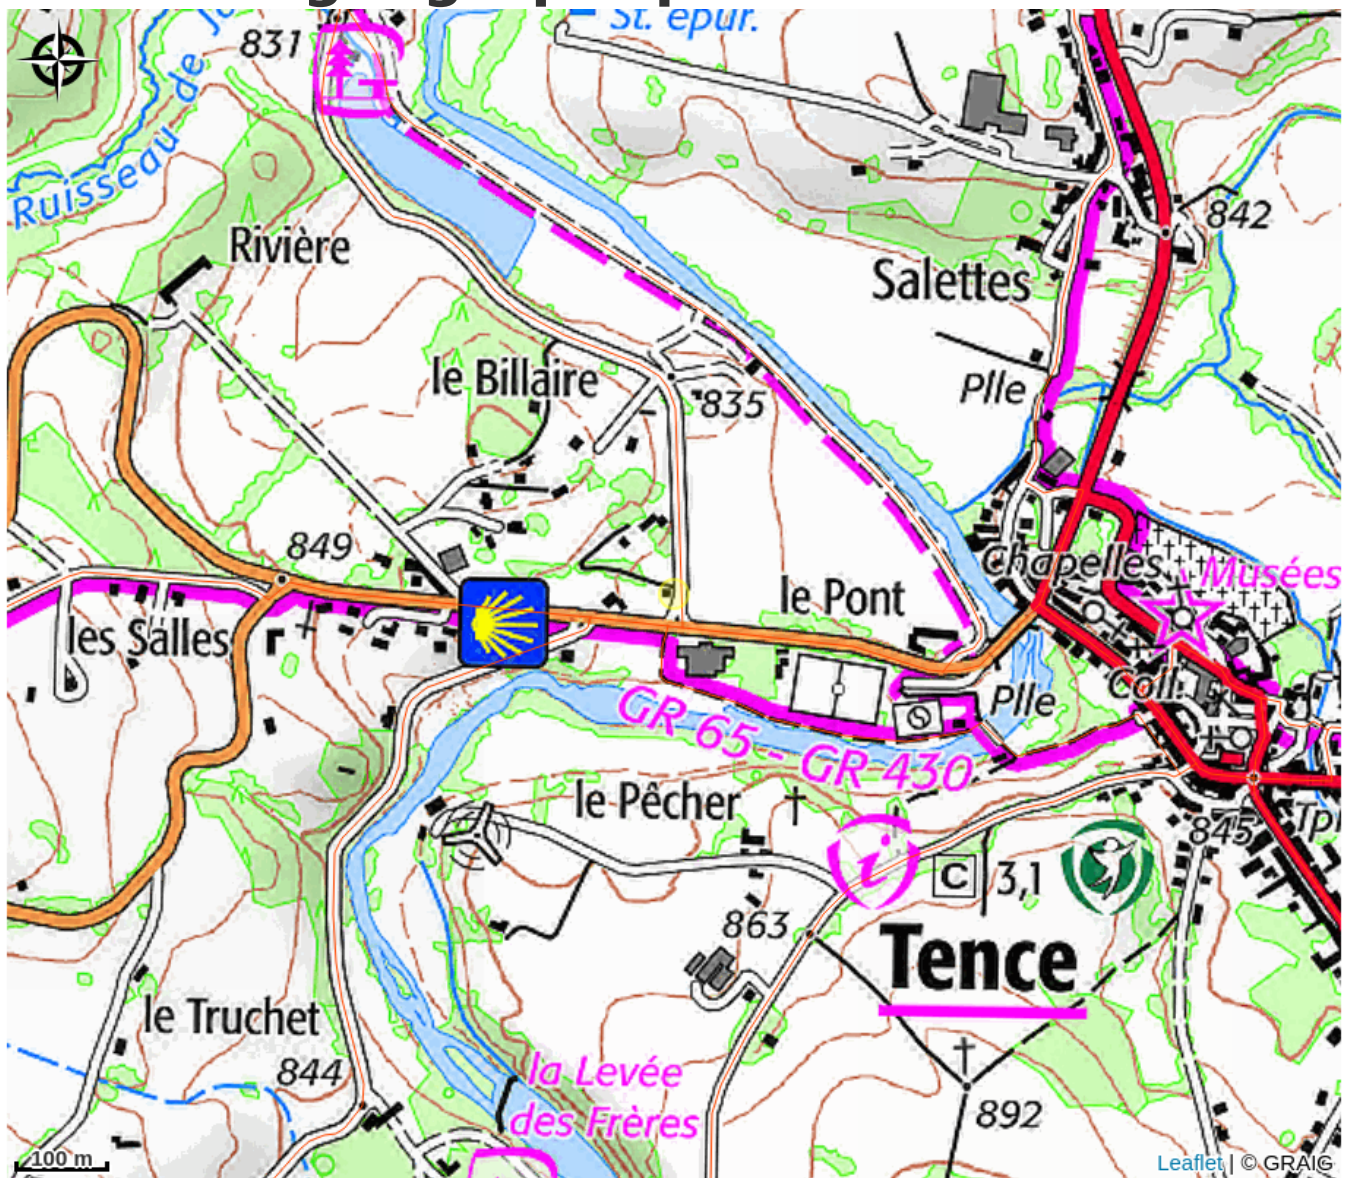 St. épur.
831
Ruisseau de
842
Rivière
Salettes
le Billaire
Plle
835
849
Chapelles
Musées
le Pont
les Salles
Coll.
Plle
GR 65 - GR 430
le Pêcher
845
i
C 3,1
863
Tence
le Truchet
844
la Levée
des Frères
892
100 m
Leaflet | © GRAIG